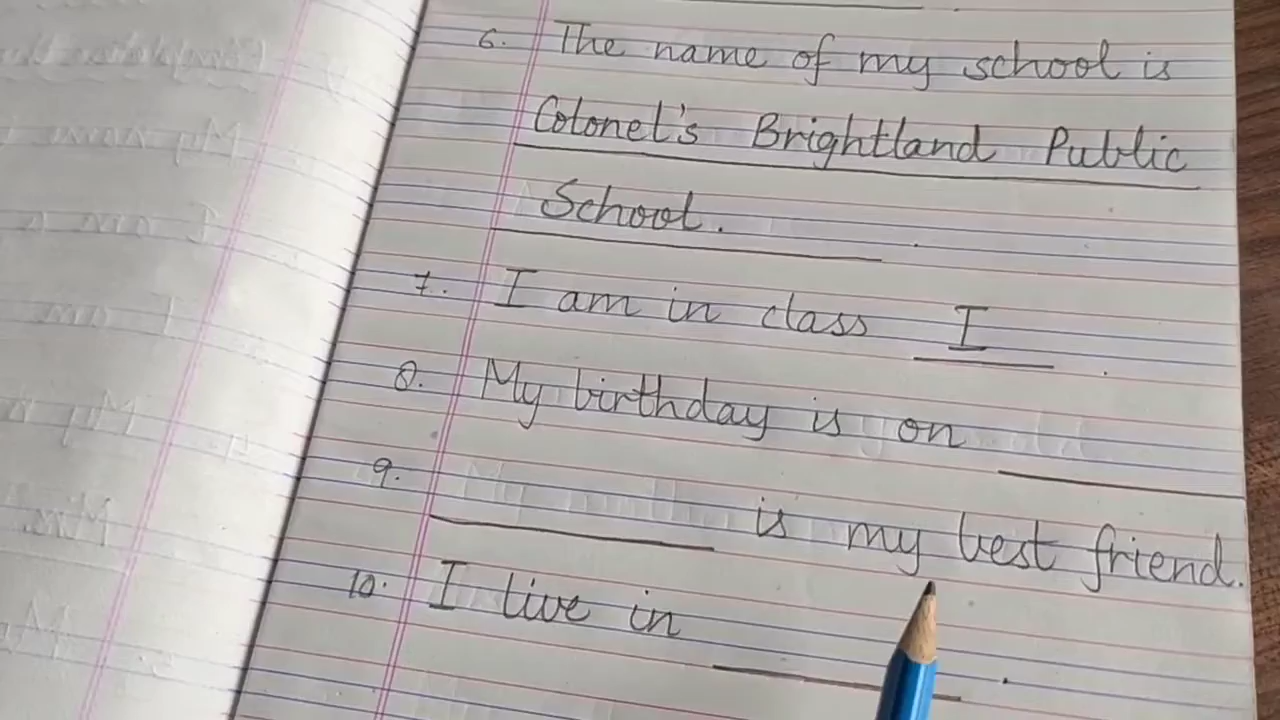 6. The name of my school is
Colonel's Brightland Public
School.
7. I am in class I .
8. My birthday is on
9. is my best friend.
10. I live in .